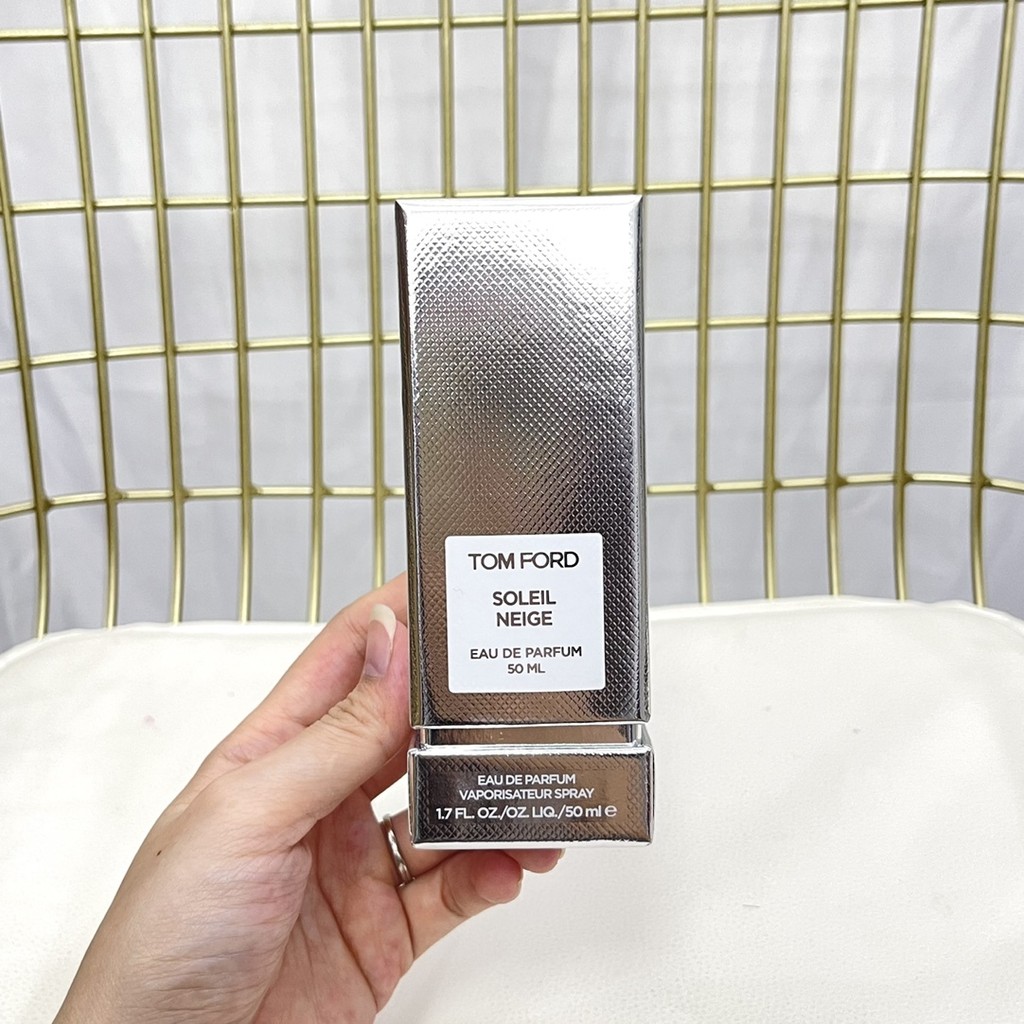 TOM FORD
SOLEIL
NEIGE
EAU DE PARFUM
50 ML
EAU DE PARFUM
VAPORISATEUR SPRAY
1.7 FL. OZ./OZ. LIQ./50 ml ℮